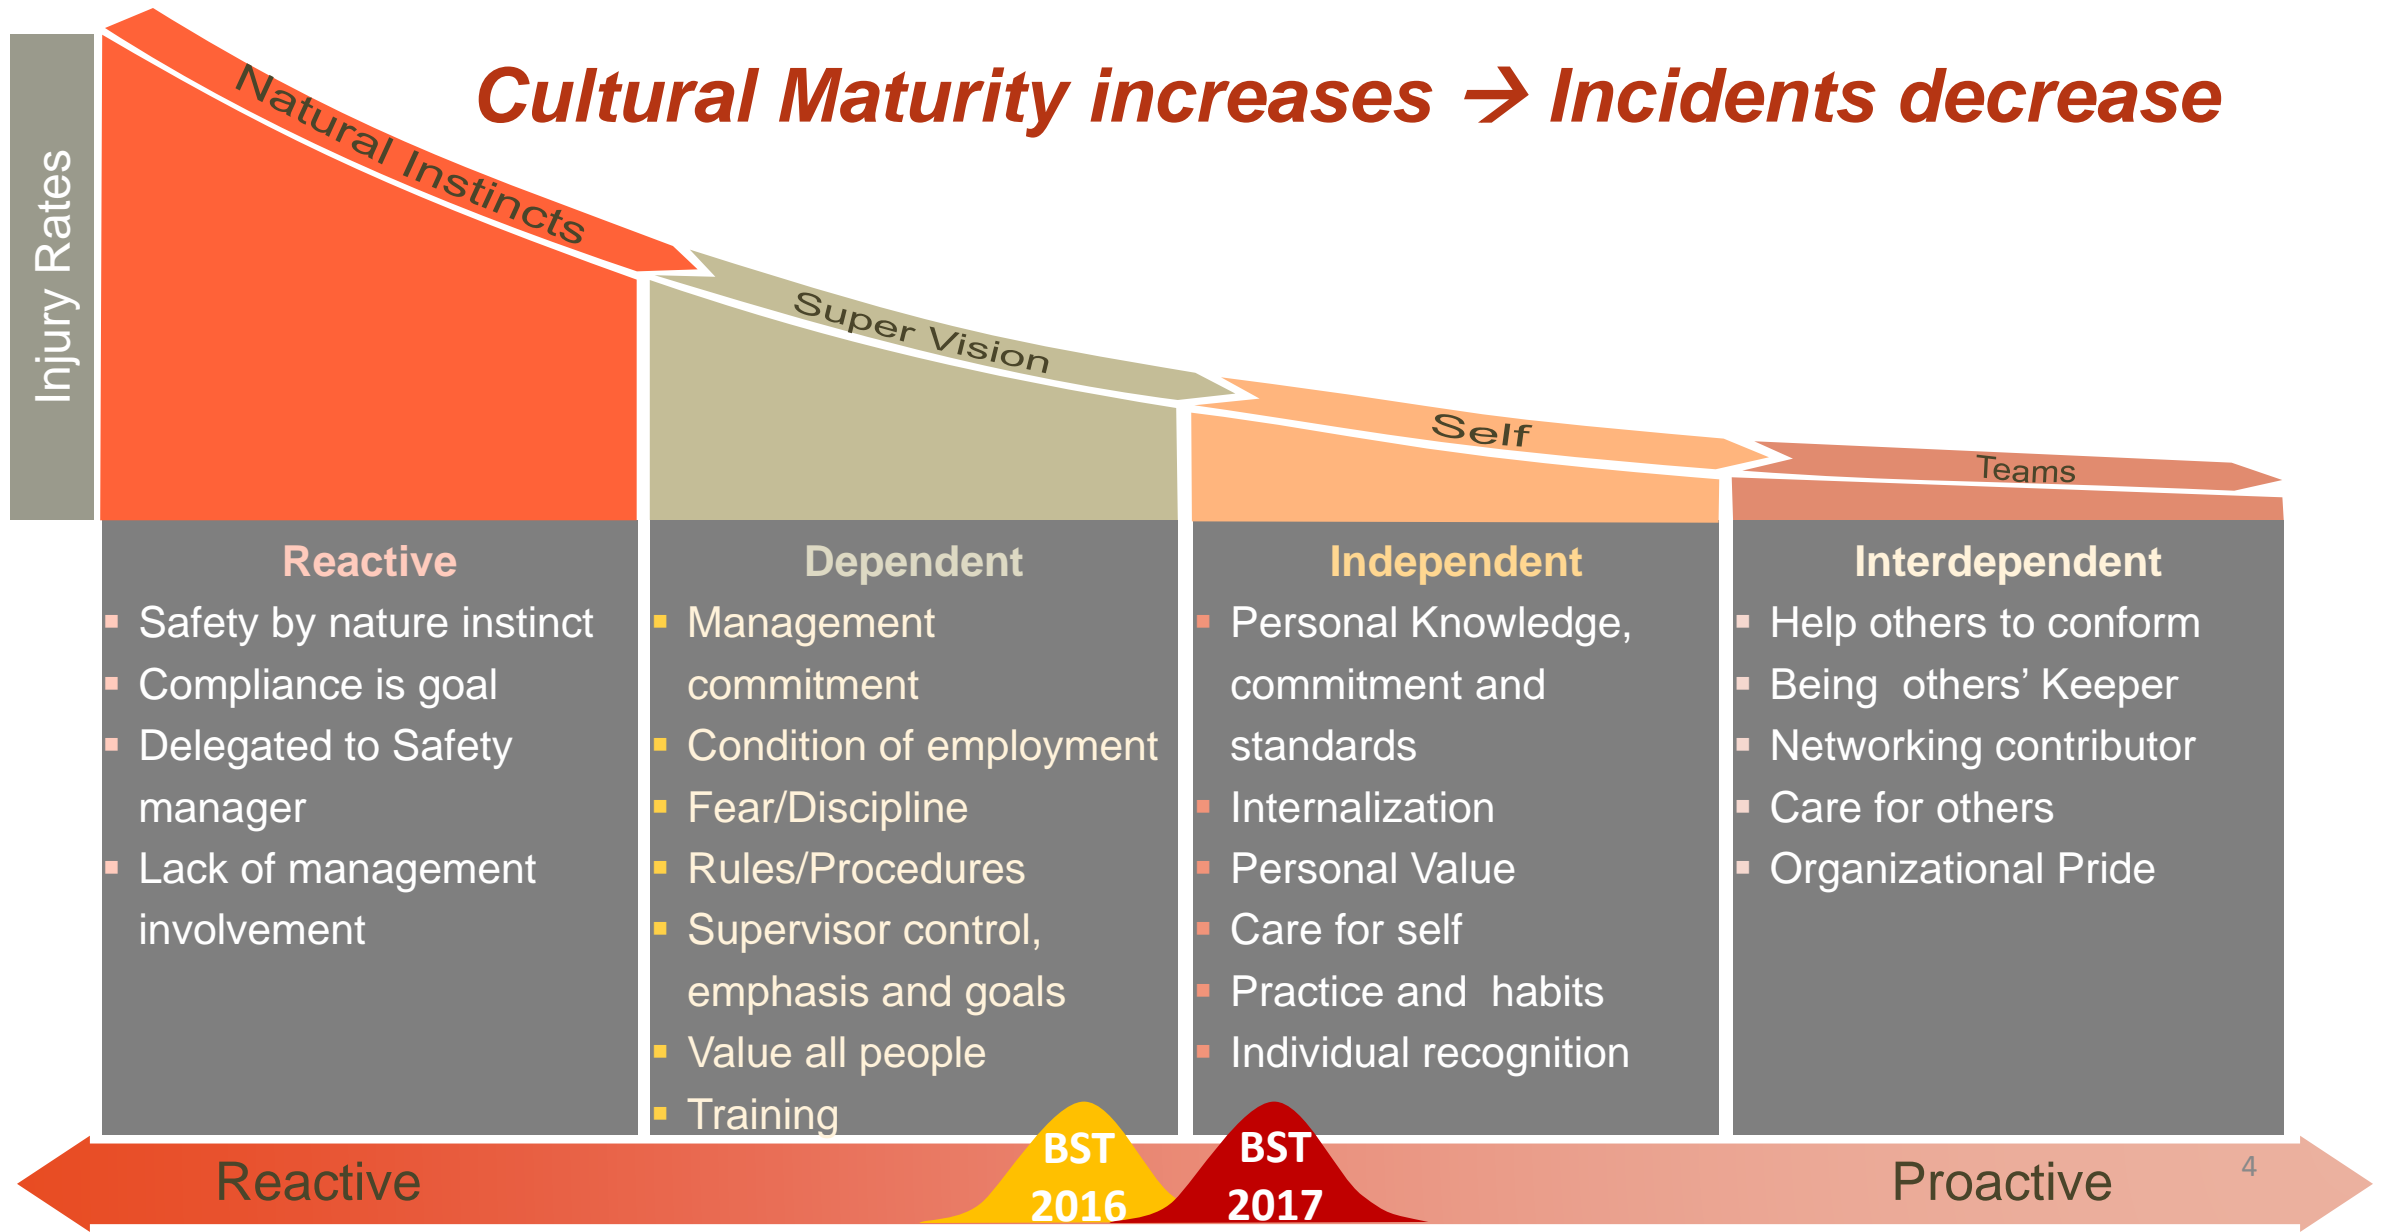 Cultural Maturity increases → Incidents decrease
Injury Rates
Natural Instincts
Super Vision
Self
Teams
Reactive
▪ Safety by nature instinct
▪ Compliance is goal
▪ Delegated to Safety
manager
▪ Lack of management
involvement
Dependent
▪ Management
commitment
▪ Condition of employment
▪ Fear/Discipline
▪ Rules/Procedures
▪ Supervisor control,
emphasis and goals
▪ Value all people
▪ Training
Independent
▪ Personal Knowledge,
commitment and
standards
▪ Internalization
▪ Personal Value
▪ Care for self
▪ Practice and  habits
▪ Individual recognition
Interdependent
▪ Help others to conform
▪ Being  others’ Keeper
▪ Networking contributor
▪ Care for others
▪ Organizational Pride
Reactive
BST
2016
BST
2017
Proactive
4